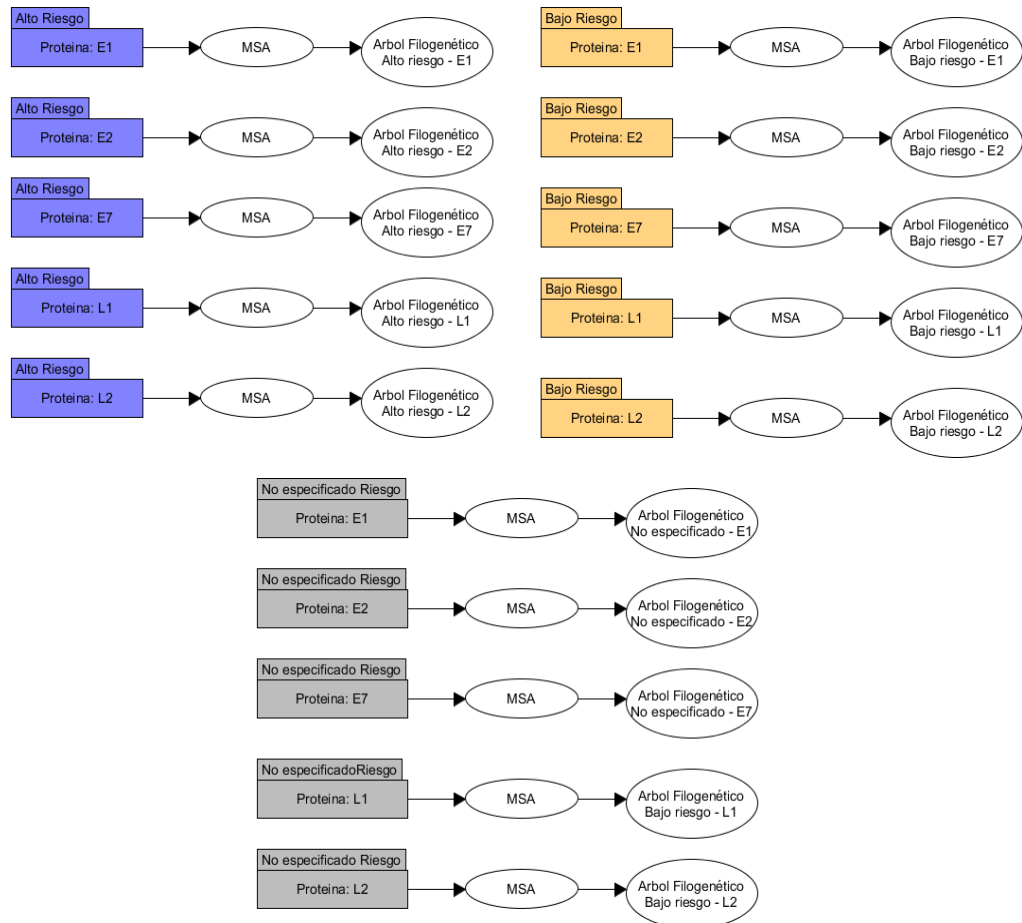 Alto Riesgo
Proteina: E1
MSA
Arbol Filogenético
Alto riesgo - E1
Alto Riesgo
Proteina: E2
MSA
Arbol Filogenético
Alto riesgo - E2
Alto Riesgo
Proteina: E7
MSA
Arbol Filogenético
Alto riesgo - E7
Alto Riesgo
Proteina: L1
MSA
Arbol Filogenético
Alto riesgo - L1
Alto Riesgo
Proteina: L2
MSA
Arbol Filogenético
Alto riesgo - L2
Bajo Riesgo
Proteina: E1
MSA
Arbol Filogenético
Bajo riesgo - E1
Bajo Riesgo
Proteina: E2
MSA
Arbol Filogenético
Bajo riesgo - E2
Bajo Riesgo
Proteina: E7
MSA
Arbol Filogenético
Bajo riesgo - E7
Bajo Riesgo
Proteina: L1
MSA
Arbol Filogenético
Bajo riesgo - L1
Bajo Riesgo
Proteina: L2
MSA
Arbol Filogenético
Bajo riesgo - L2
No especificado Riesgo
Proteina: E1
MSA
Arbol Filogenético
No especificado - E1
No especificado Riesgo
Proteina: E2
MSA
Arbol Filogenético
No especificado - E2
No especificado Riesgo
Proteina: E7
MSA
Arbol Filogenético
No especificado - E7
No especificadoRiesgo
Proteina: L1
MSA
Arbol Filogenético
Bajo riesgo - L1
No especificado Riesgo
Proteina: L2
MSA
Arbol Filogenético
Bajo riesgo - L2